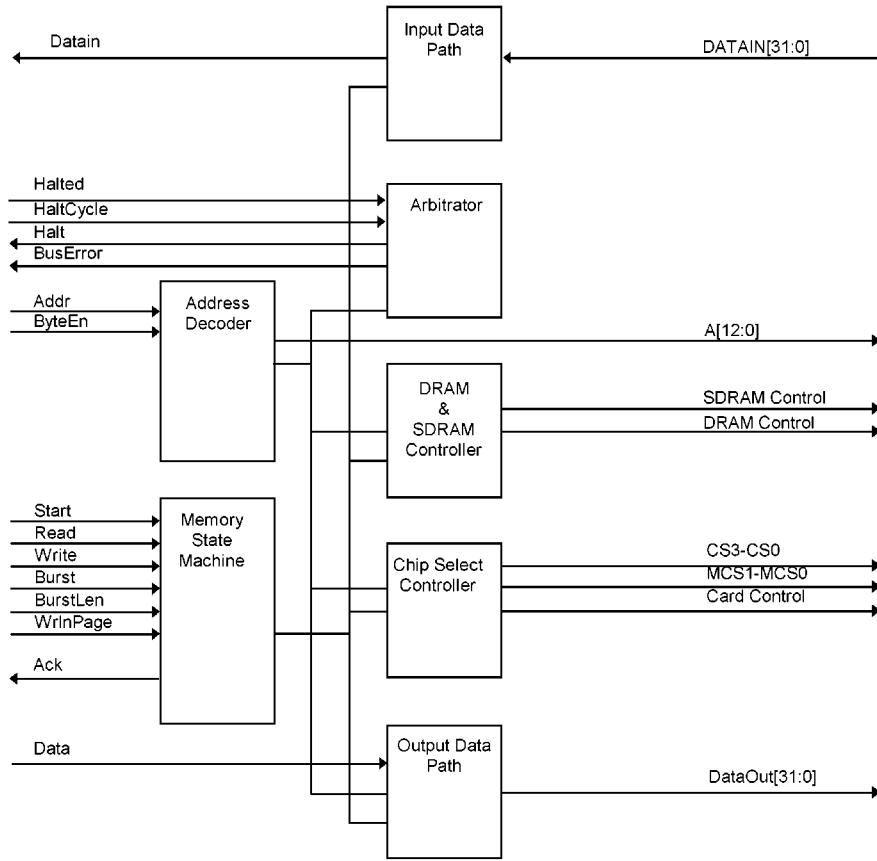 Datain
Input Data
Path
DATAIN[31:0]
Halted
HaltCycle
Halt
BusError
Arbitrator
Addr
ByteEn
Address
Decoder
A[12:0]
DRAM
&
SDRAM
Controller
SDRAM Control
DRAM Control
Start
Read
Write
Burst
BurstLen
WrInPage
Ack
Memory
State
Machine
Chip Select
Controller
CS3-CS0
MCS1-MCS0
Card Control
Data
Output Data
Path
DataOut[31:0]